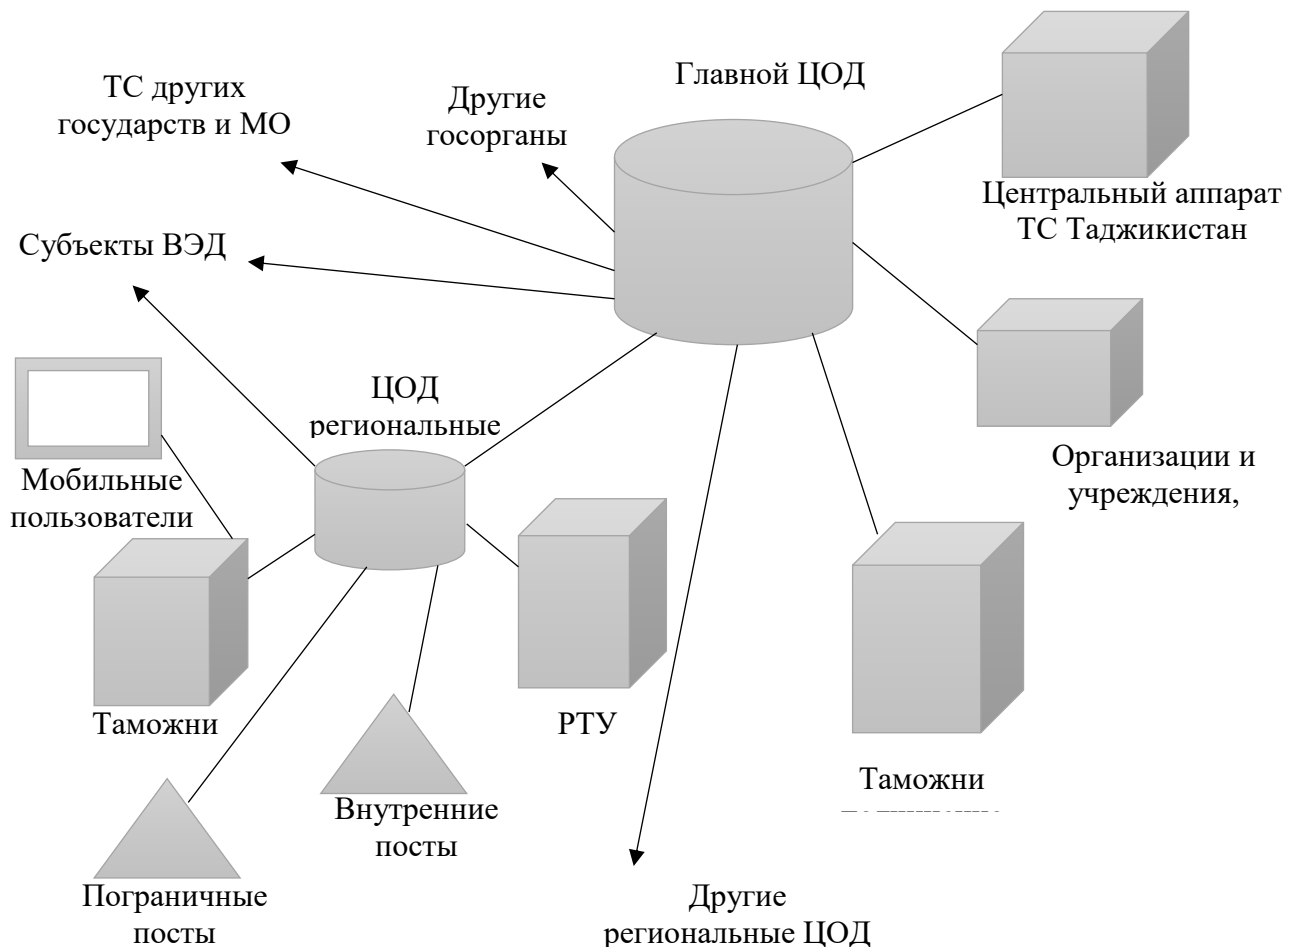 Главной ЦОД
ТС других
государств и МО
Другие
госорганы
Центральный аппарат
ТС Таджикистан
Субъекты ВЭД
ЦОД
региональные
Организации и
учреждения,
Мобильные
пользователи
Таможни
РТУ
Таможни
Внутренние
посты
Пограничные
посты
Другие
региональные ЦОД